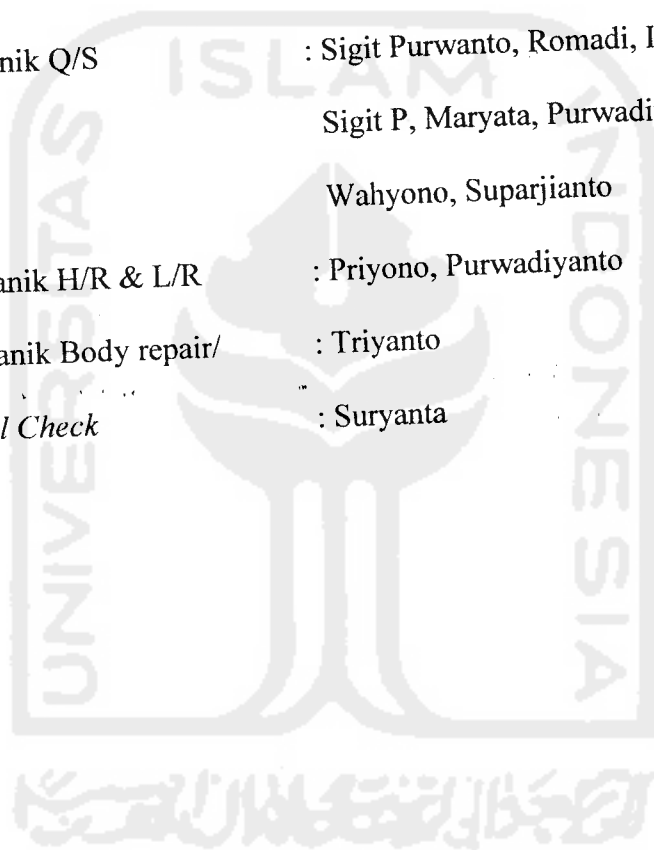 nik Q/S : Sigit Purwanto, Romadi, I
Sigit P, Maryata, Purwadi
Wahyono, Suparjianto
anik H/R & L/R : Priyono, Purwadiyanto
anik Body repair/ : Triyanto
l Check : Suryanta
ISLAM
UNIVERSITAS
INDONESIA